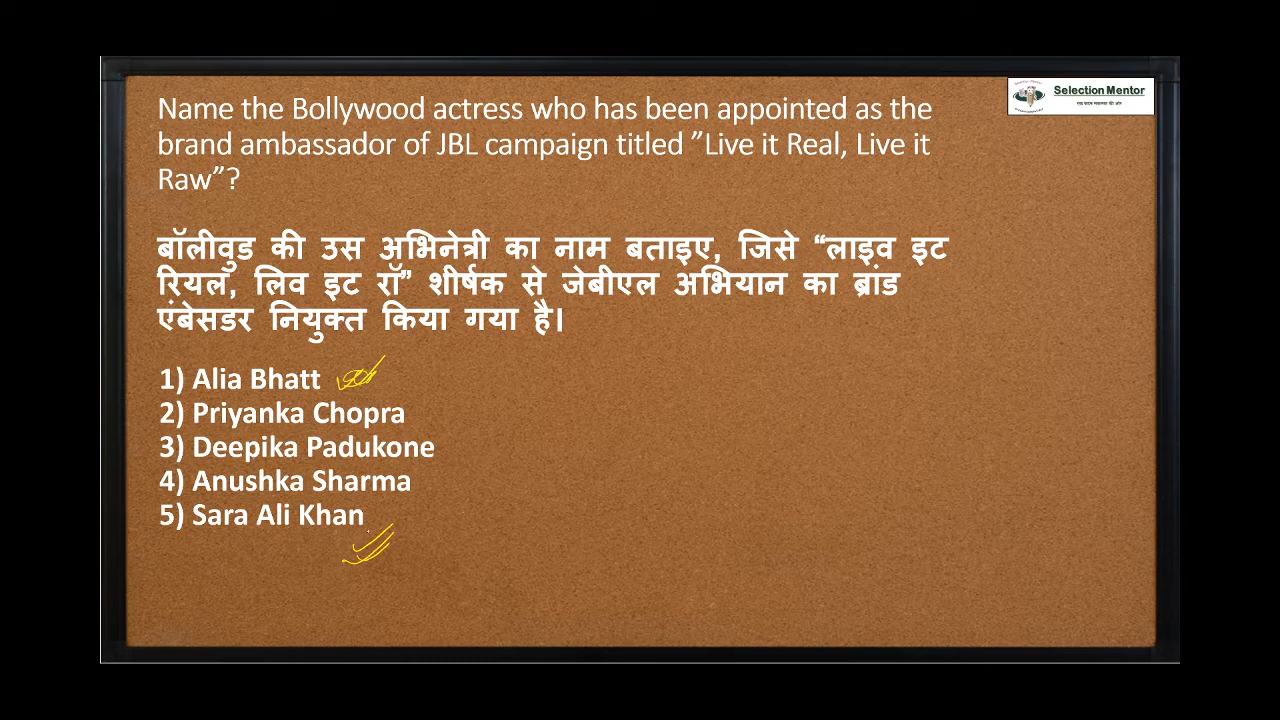 Selection Mentor
Name the Bollywood actress who has been appointed as the
brand ambassador of JBL campaign titled ”Live it Real, Live it
Raw”?
बॉलीवुड की उस अभिनेत्री का नाम बताइए, जिसे “लाइव इट
रियल, लिव इट रॉ” शीर्षक से जेबीएल अभियान का ब्रांड
एंबेसडर नियुक्त किया गया है।
1) Alia Bhatt
2) Priyanka Chopra
3) Deepika Padukone
4) Anushka Sharma
5) Sara Ali Khan